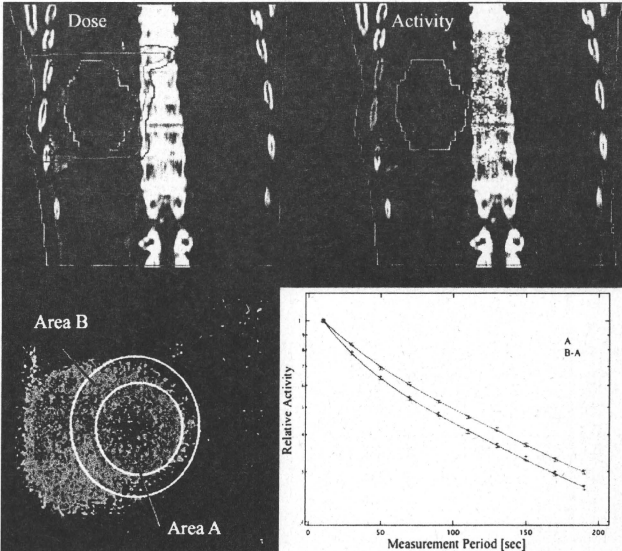 Dose
Activity
Area B
Area A
A
B-A
1
Relative Activity
0 50 100 150 200
Measurement Period [sec]